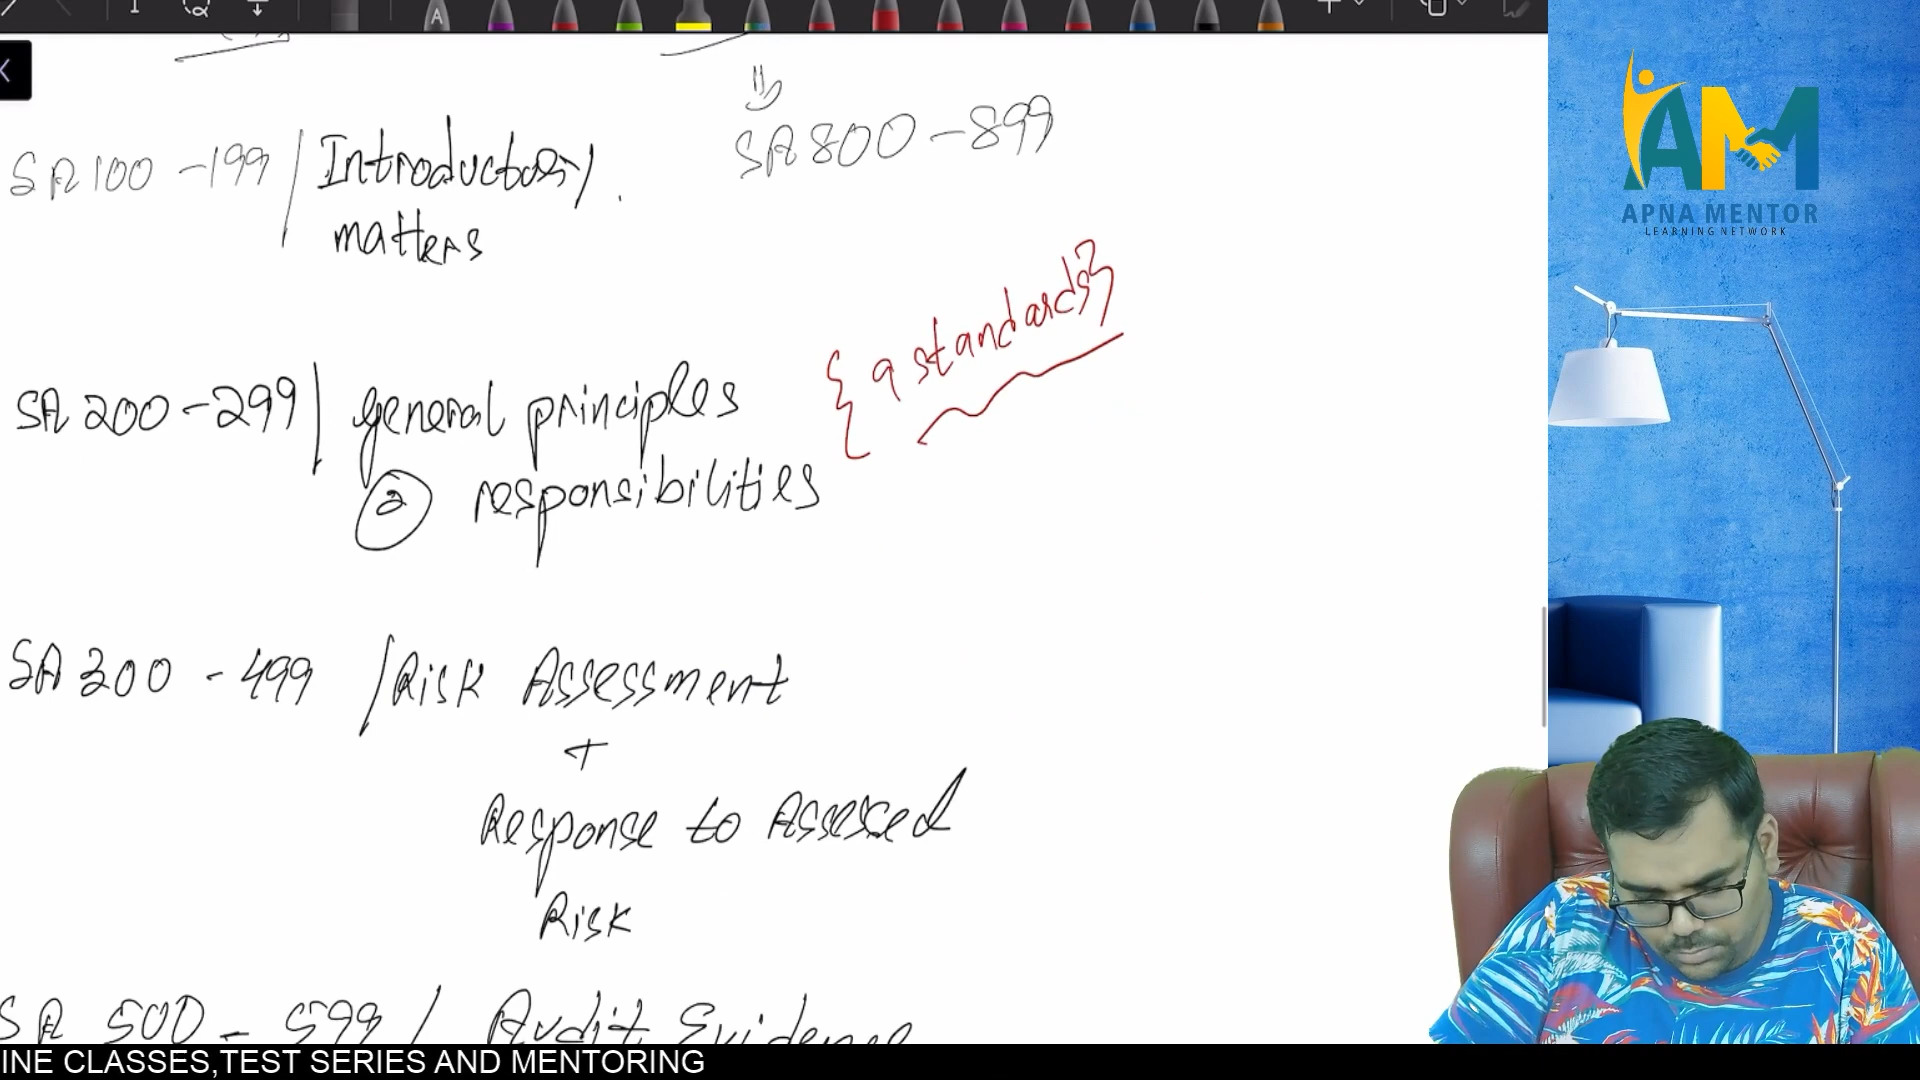 SA 800 - 899
SA 100 - 199 / Introductory
matters
{ 9 standards }
SA 200 - 299 | general principles
② responsibilities
SA 300 - 499 / Risk Assessment
+
Response to Assessed
Risk
SA 500 - 599 / Audit Evidence
AM
APNA MENTOR
LEARNING NETWORK
INE CLASSES,TEST SERIES AND MENTORING